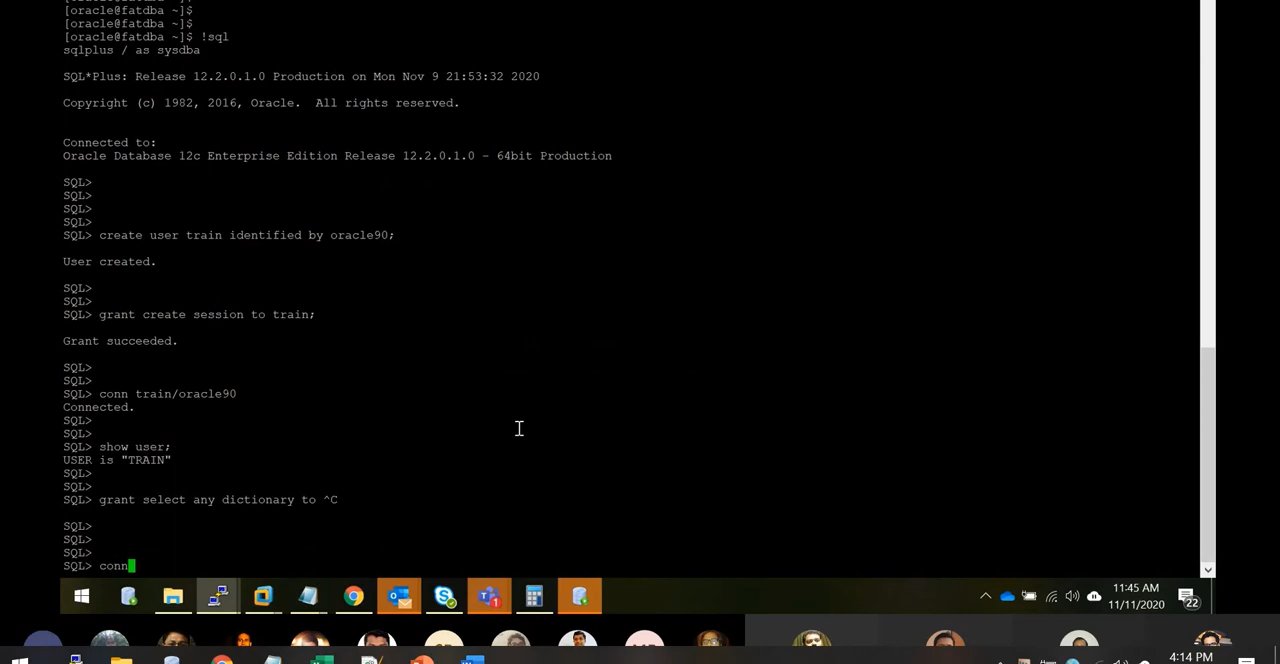 [oracle@fatdba ~]$
[oracle@fatdba ~]$
[oracle@fatdba ~]$
[oracle@fatdba ~]$ !sql
sqlplus / as sysdba
SQL*Plus: Release 12.2.0.1.0 Production on Mon Nov 9 21:53:32 2020
Copyright (c) 1982, 2016, Oracle.  All rights reserved.
Connected to:
Oracle Database 12c Enterprise Edition Release 12.2.0.1.0 - 64bit Production
SQL>
SQL>
SQL>
SQL>
SQL> create user train identified by oracle90;
User created.
SQL>
SQL>
SQL> grant create session to train;
Grant succeeded.
SQL>
SQL>
SQL> conn train/oracle90
Connected.
SQL>
SQL>
SQL> show user;
USER is "TRAIN"
SQL>
SQL>
SQL> grant select any dictionary to ^C
SQL>
SQL>
SQL>
SQL> conn
11:45 AM
11/11/2020
22
1
4:14 PM